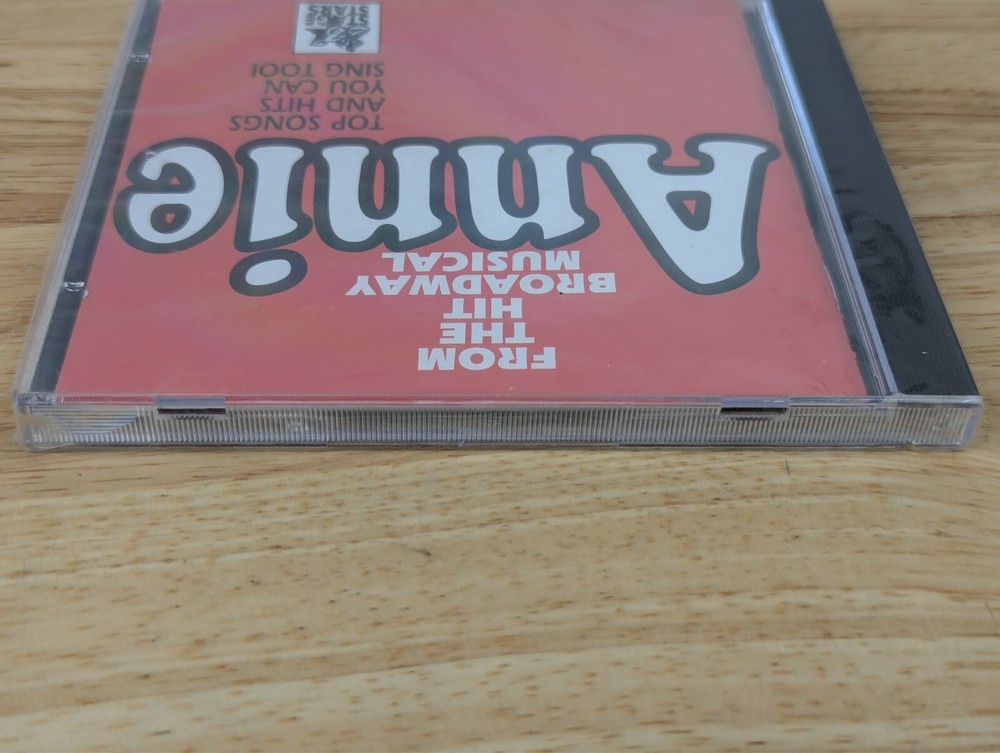 FROM
THE
HIT
BROADWAY
MUSICAL
Annie
TOP SONGS
AND HITS
YOU CAN
SING TOO!
STAGE
STARS